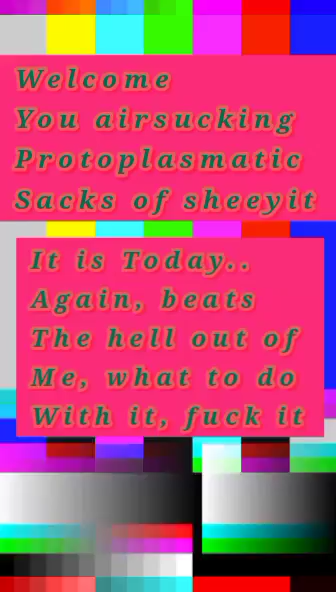 Welcome
You airsucking
Protoplasmatic
Sacks of sheeyit
It is Today..
Again, beats
The hell out of
Me, what to do
With it, fuck it